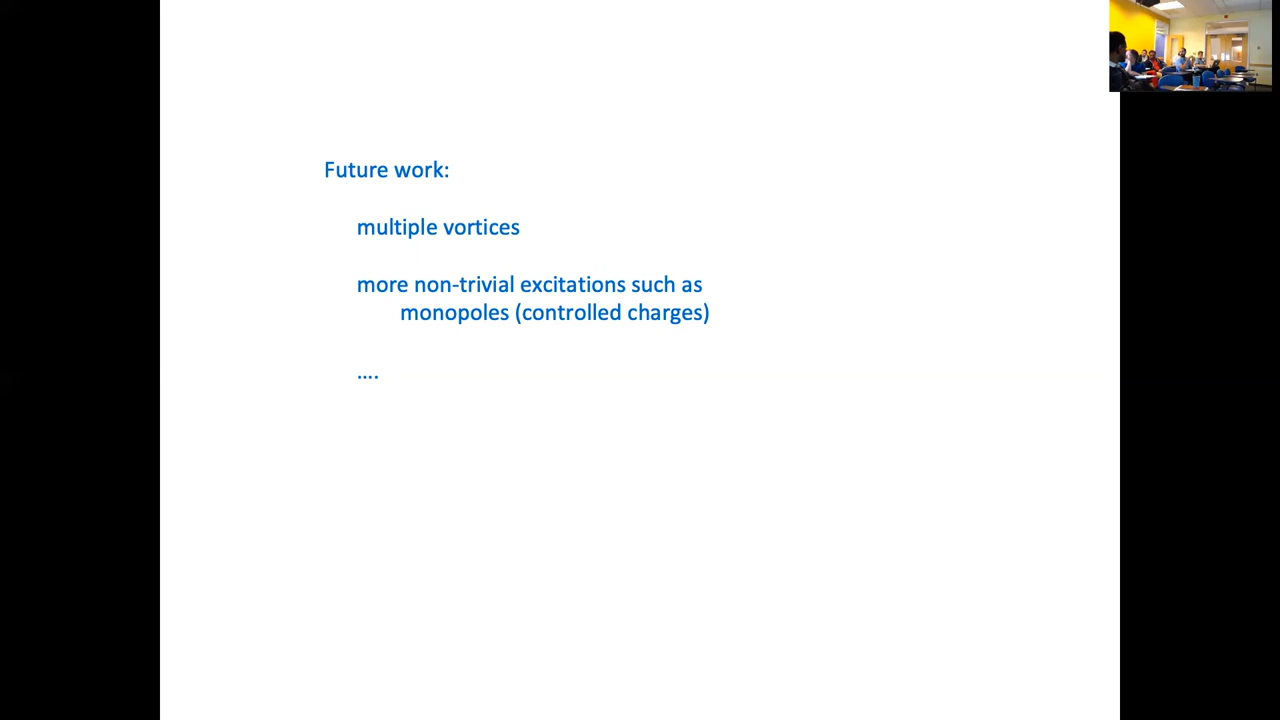 Future work:
multiple vortices
more non-trivial excitations such as
monopoles (controlled charges)
....